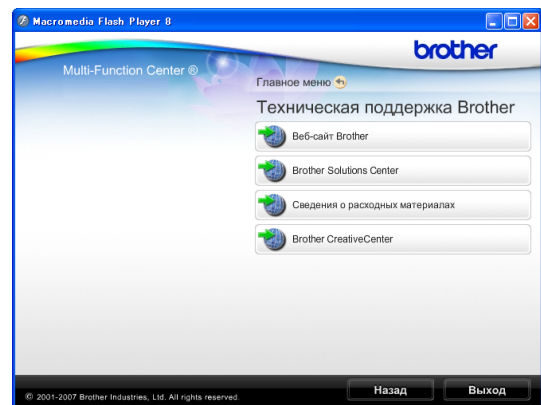 Macromedia Flash Player 8
brother
Multi-Function Center ®
Главное меню
Техническая поддержка Brother
Веб-сайт Brother
Brother Solutions Center
Сведения о расходных материалах
Brother CreativeCenter
© 2001-2007 Brother Industries, Ltd. All rights reserved.
Назад
Выход